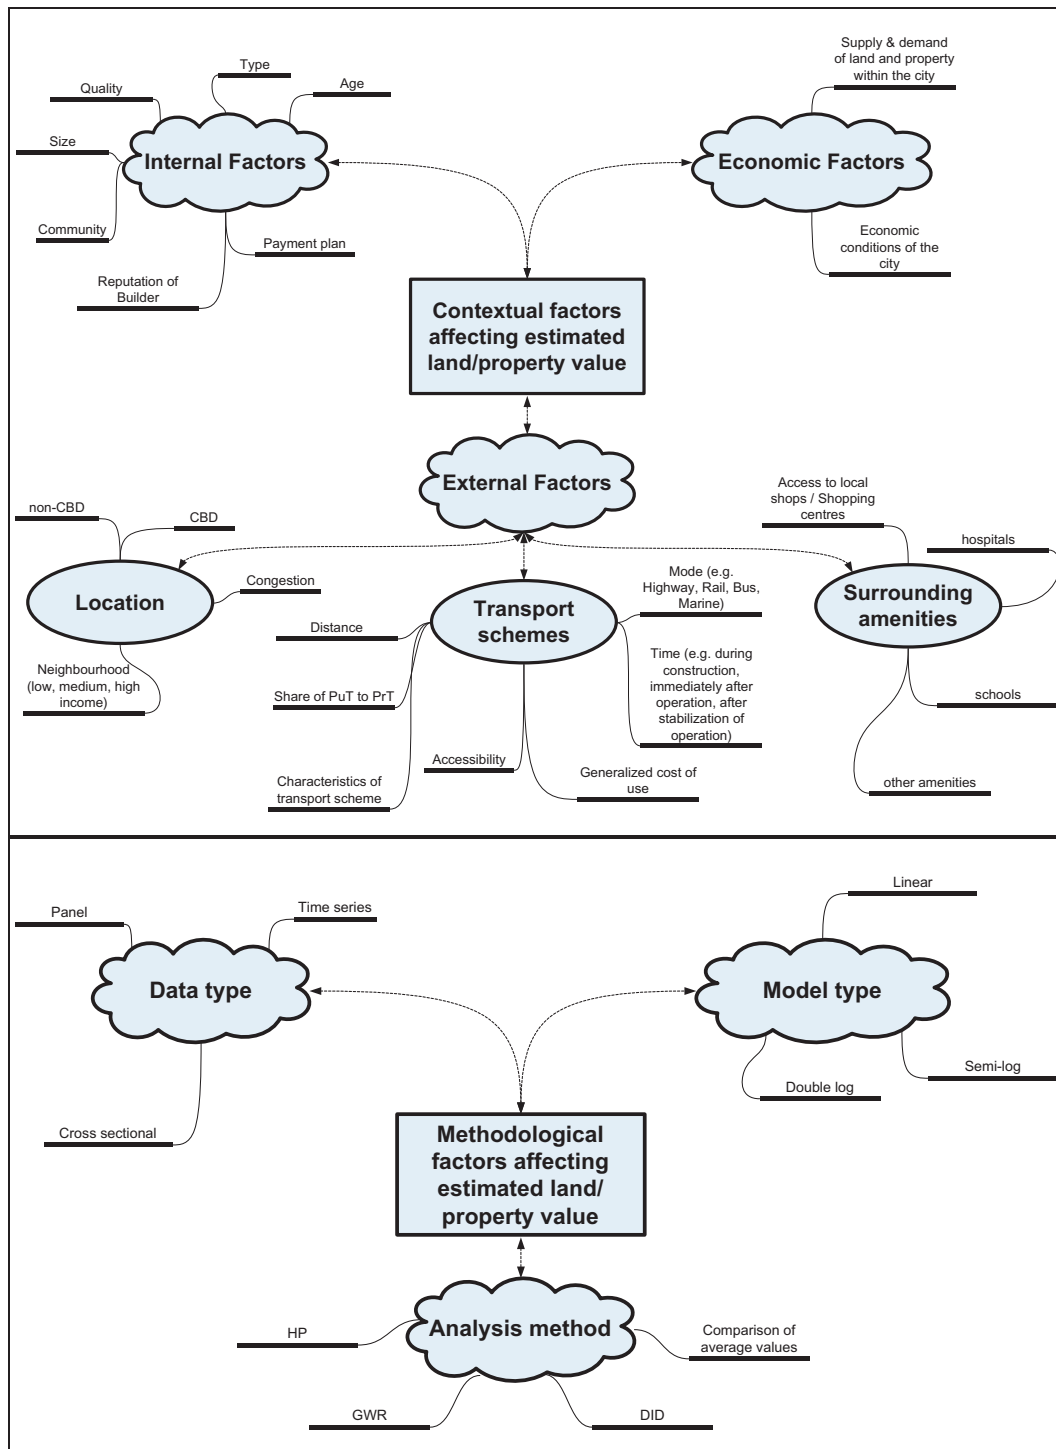 Type
Quality
Age
Size
Internal Factors
Community
Payment plan
Reputation of
Builder
Supply & demand
of land and property
within the city
Economic Factors
Economic
conditions of the
city
Contextual factors
affecting estimated
land/property value
External Factors
non-CBD
CBD
Congestion
Location
Neighbourhood
(low, medium, high
income)
Mode (e.g.
Highway, Rail, Bus,
Marine)
Distance
Transport
schemes
Time (e.g. during
construction,
immediately after
operation, after
stabilization of
operation)
Share of PuT to PrT
Accessibility
Characteristics of
transport scheme
Generalized cost of
use
Access to local
shops / Shopping
centres
hospitals
Surrounding
amenities
schools
other amenities
Panel
Time series
Data type
Cross sectional
Linear
Model type
Semi-log
Double log
Methodological
factors affecting
estimated land/
property value
Analysis method
HP
Comparison of
average values
GWR
DID